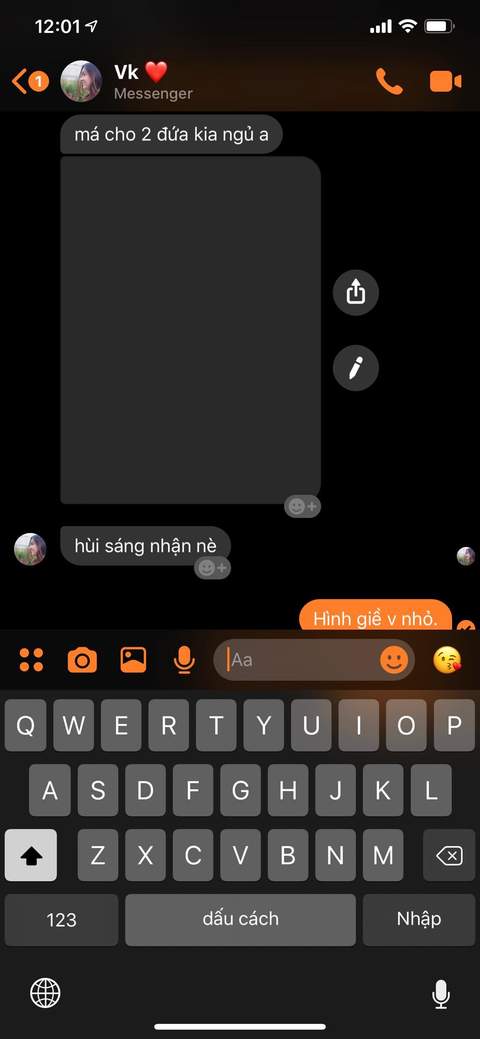 12:01
1
Vk ❤️
Messenger
má cho 2 đứa kia ngủ a
hùi sáng nhận nè
Hình giề v nhỏ.
Aa
Q W E R T Y U I O P
A S D F G H J K L
Z X C V B N M
123 dấu cách Nhập